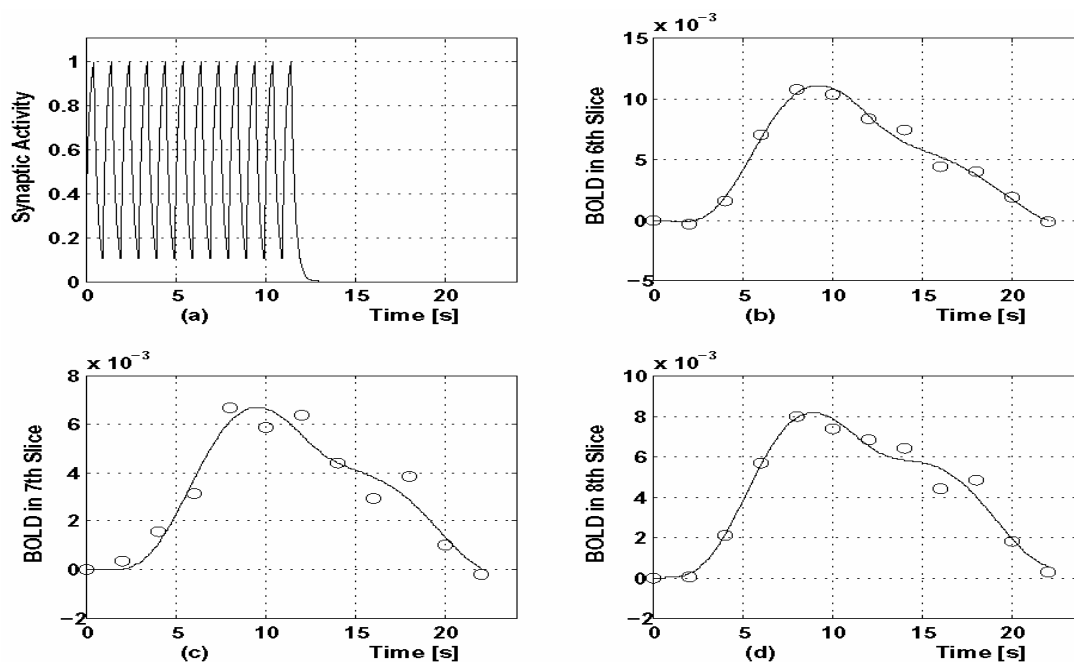 1
0.8
0.6
0.4
0.2
0
Synaptic Activity
0 5 10 15 20
(a) Time [s]
x 10⁻³
15
10
5
0
−5
BOLD in 6th Slice
0 5 10 15 20
(b) Time [s]
x 10⁻³
8
6
4
2
0
−2
BOLD in 7th Slice
0 5 10 15 20
(c) Time [s]
x 10⁻³
10
8
6
4
2
0
−2
BOLD in 8th Slice
0 5 10 15 20
(d) Time [s]